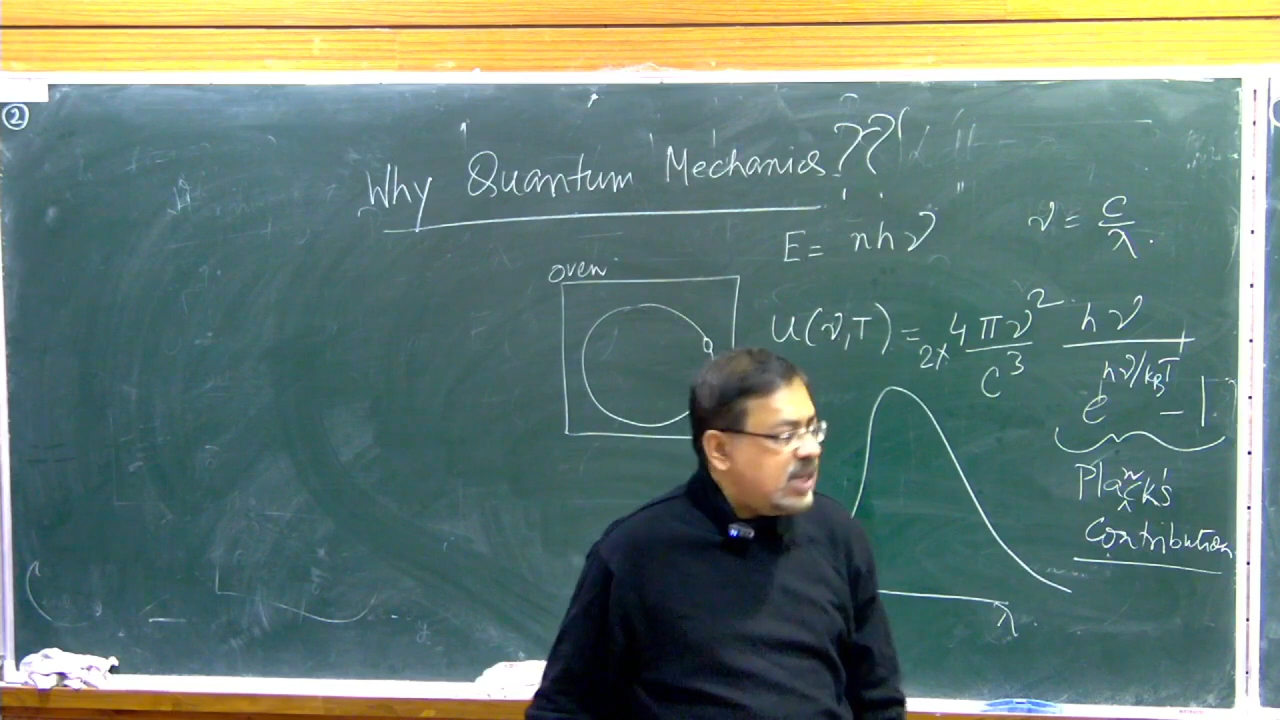 ②
Why Quantum Mechanics??
E = nhν
ν = c/λ.
oven
U(ν,T) = 2x 4πν²/c³ hν/(e^(hν/k_BT) - 1)
Planck's
Contribution
λ